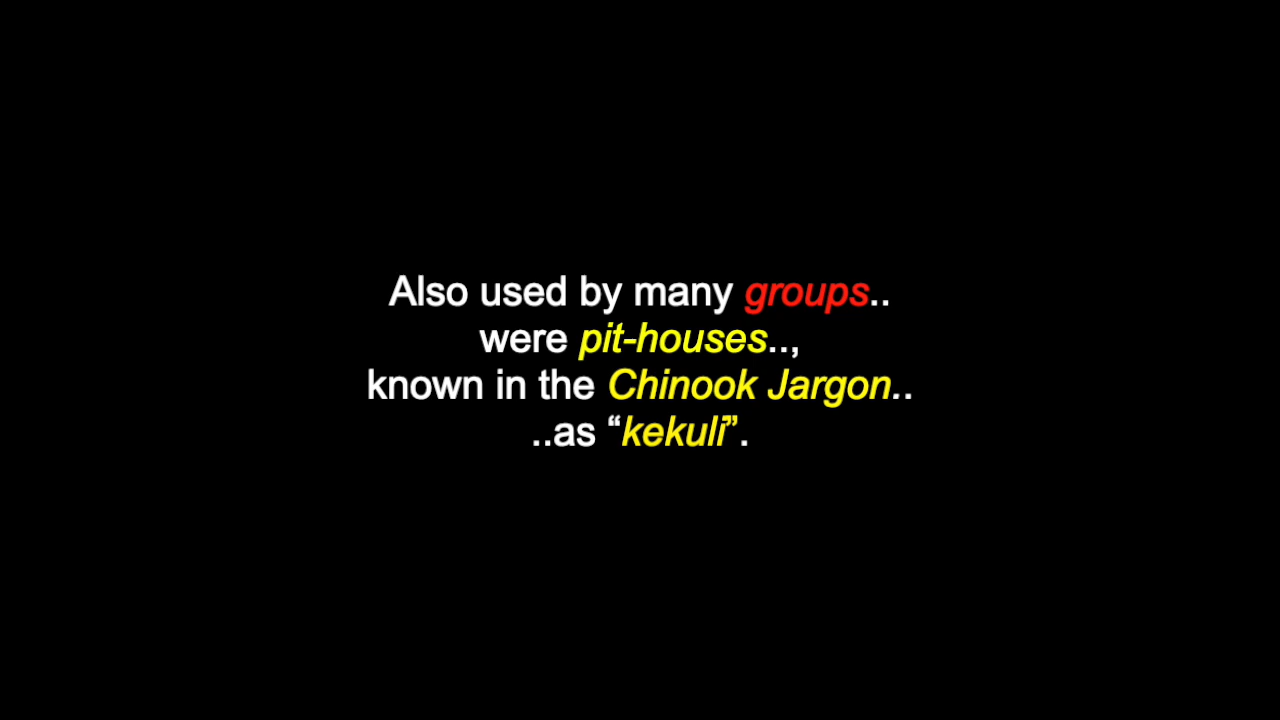 Also used by many groups..
were pit-houses..,
known in the Chinook Jargon..
..as “kekuli”.